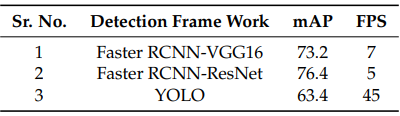 Sr. No. Detection Frame Work mAP FPS
1 Faster RCNN-VGG16 73.2 7
2 Faster RCNN-ResNet 76.4 5
3 YOLO 63.4 45